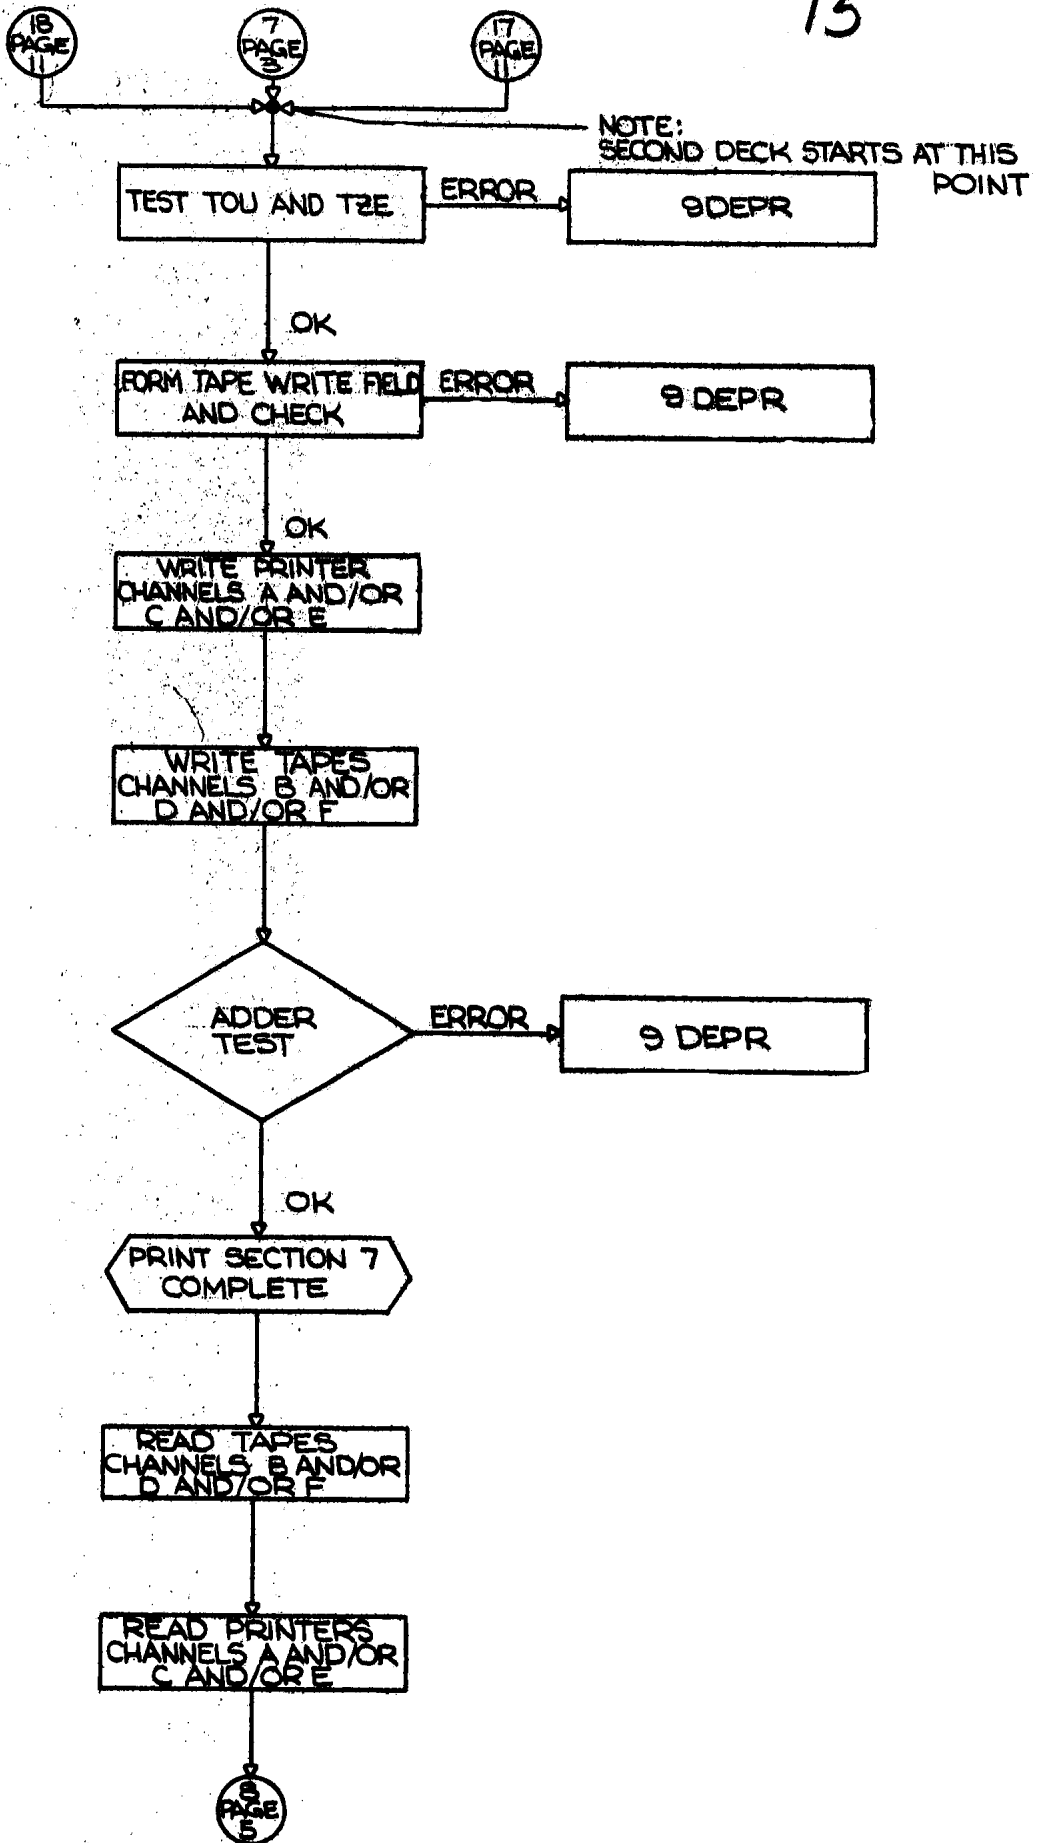 13
18
PAGE
11
7
PAGE
3
17
PAGE
11
NOTE:
SECOND DECK STARTS AT THIS
POINT
TEST TOU AND TZE
ERROR
9DEPR
OK
FORM TAPE WRITE FIELD
AND CHECK
ERROR
9 DEPR
OK
WRITE PRINTER
CHANNELS A AND/OR
C AND/OR E
WRITE TAPES
CHANNELS B AND/OR
D AND/OR F
ADDER
TEST
ERROR
9 DEPR
OK
PRINT SECTION 7
COMPLETE
READ TAPES
CHANNELS B AND/OR
D AND/OR F
READ PRINTERS
CHANNELS A AND/OR
C AND/OR E
8
PAGE
5